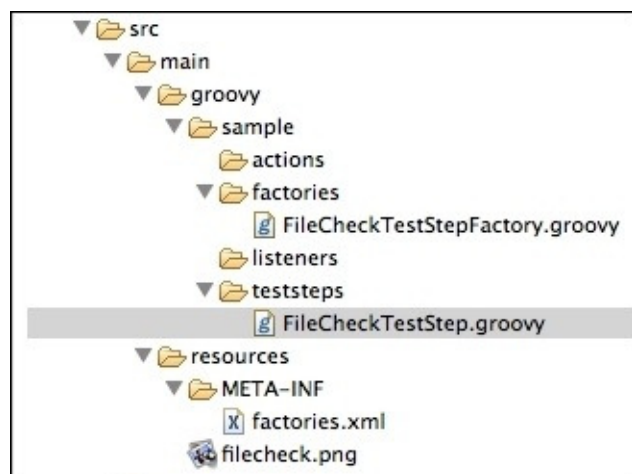 src
main
groovy
sample
actions
factories
FileCheckTestStepFactory.groovy
listeners
teststeps
FileCheckTestStep.groovy
resources
META-INF
factories.xml
filecheck.png